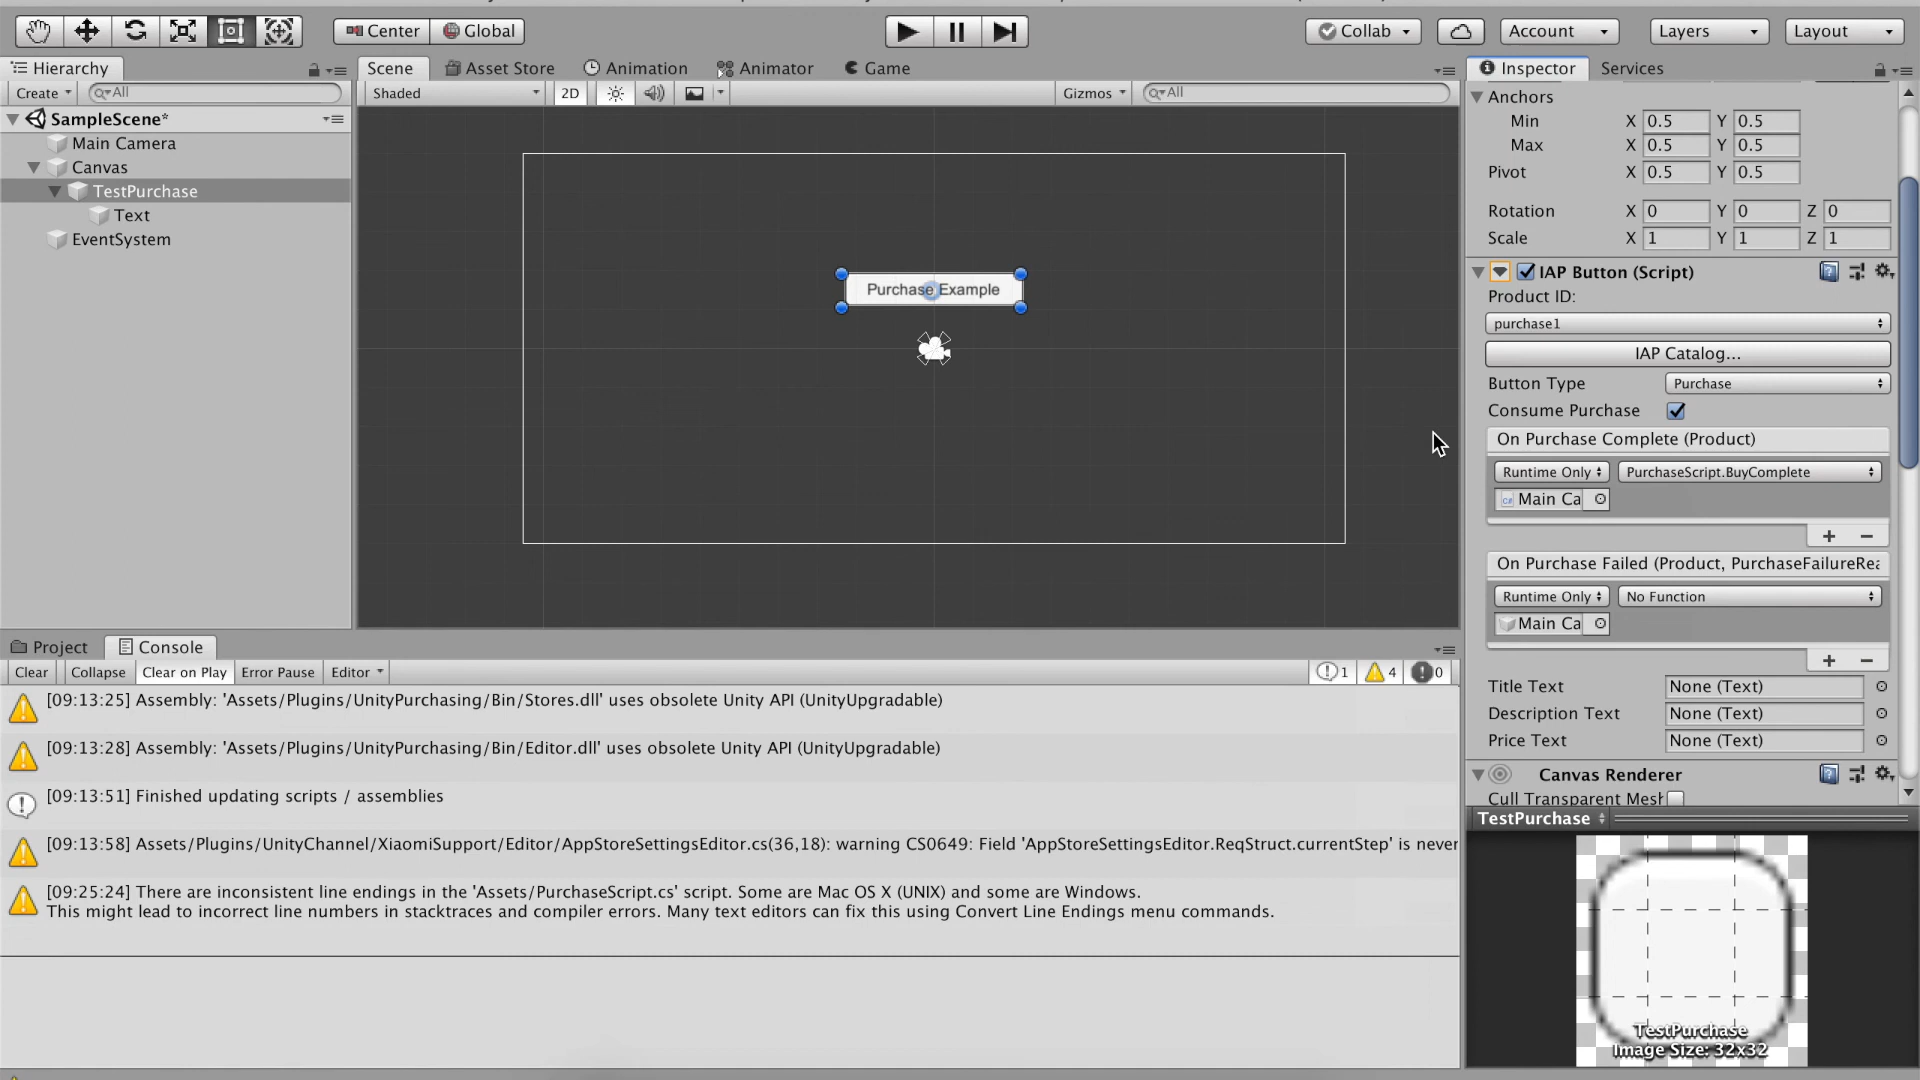 Center
Global
Collab
Account
Layers
Layout
Hierarchy
Create
All
SampleScene*
Main Camera
Canvas
TestPurchase
Text
EventSystem
Scene
Asset Store
Animation
Animator
Game
Shaded
2D
Gizmos
All
Purchase Example
Inspector
Services
Anchors
Min X 0.5 Y 0.5
Max X 0.5 Y 0.5
Pivot X 0.5 Y 0.5
Rotation X 0 Y 0 Z 0
Scale X 1 Y 1 Z 1
IAP Button (Script)
Product ID:
purchase1
IAP Catalog...
Button Type Purchase
Consume Purchase
On Purchase Complete (Product)
Runtime Only PurchaseScript.BuyComplete
Main Ca
On Purchase Failed (Product, PurchaseFailureRea
Runtime Only No Function
Main Ca
Title Text None (Text)
Description Text None (Text)
Price Text None (Text)
Canvas Renderer
Cull Transparent Mesh
TestPurchase
TestPurchase
Image Size: 32x32
Project
Console
Clear
Collapse
Clear on Play
Error Pause
Editor
1
4
0
[09:13:25] Assembly: 'Assets/Plugins/UnityPurchasing/Bin/Stores.dll' uses obsolete Unity API (UnityUpgradable)
[09:13:28] Assembly: 'Assets/Plugins/UnityPurchasing/Bin/Editor.dll' uses obsolete Unity API (UnityUpgradable)
[09:13:51] Finished updating scripts / assemblies
[09:13:58] Assets/Plugins/UnityChannel/XiaomiSupport/Editor/AppStoreSettingsEditor.cs(36,18): warning CS0649: Field 'AppStoreSettingsEditor.ReqStruct.currentStep' is never
[09:25:24] There are inconsistent line endings in the 'Assets/PurchaseScript.cs' script. Some are Mac OS X (UNIX) and some are Windows.
This might lead to incorrect line numbers in stacktraces and compiler errors. Many text editors can fix this using Convert Line Endings menu commands.